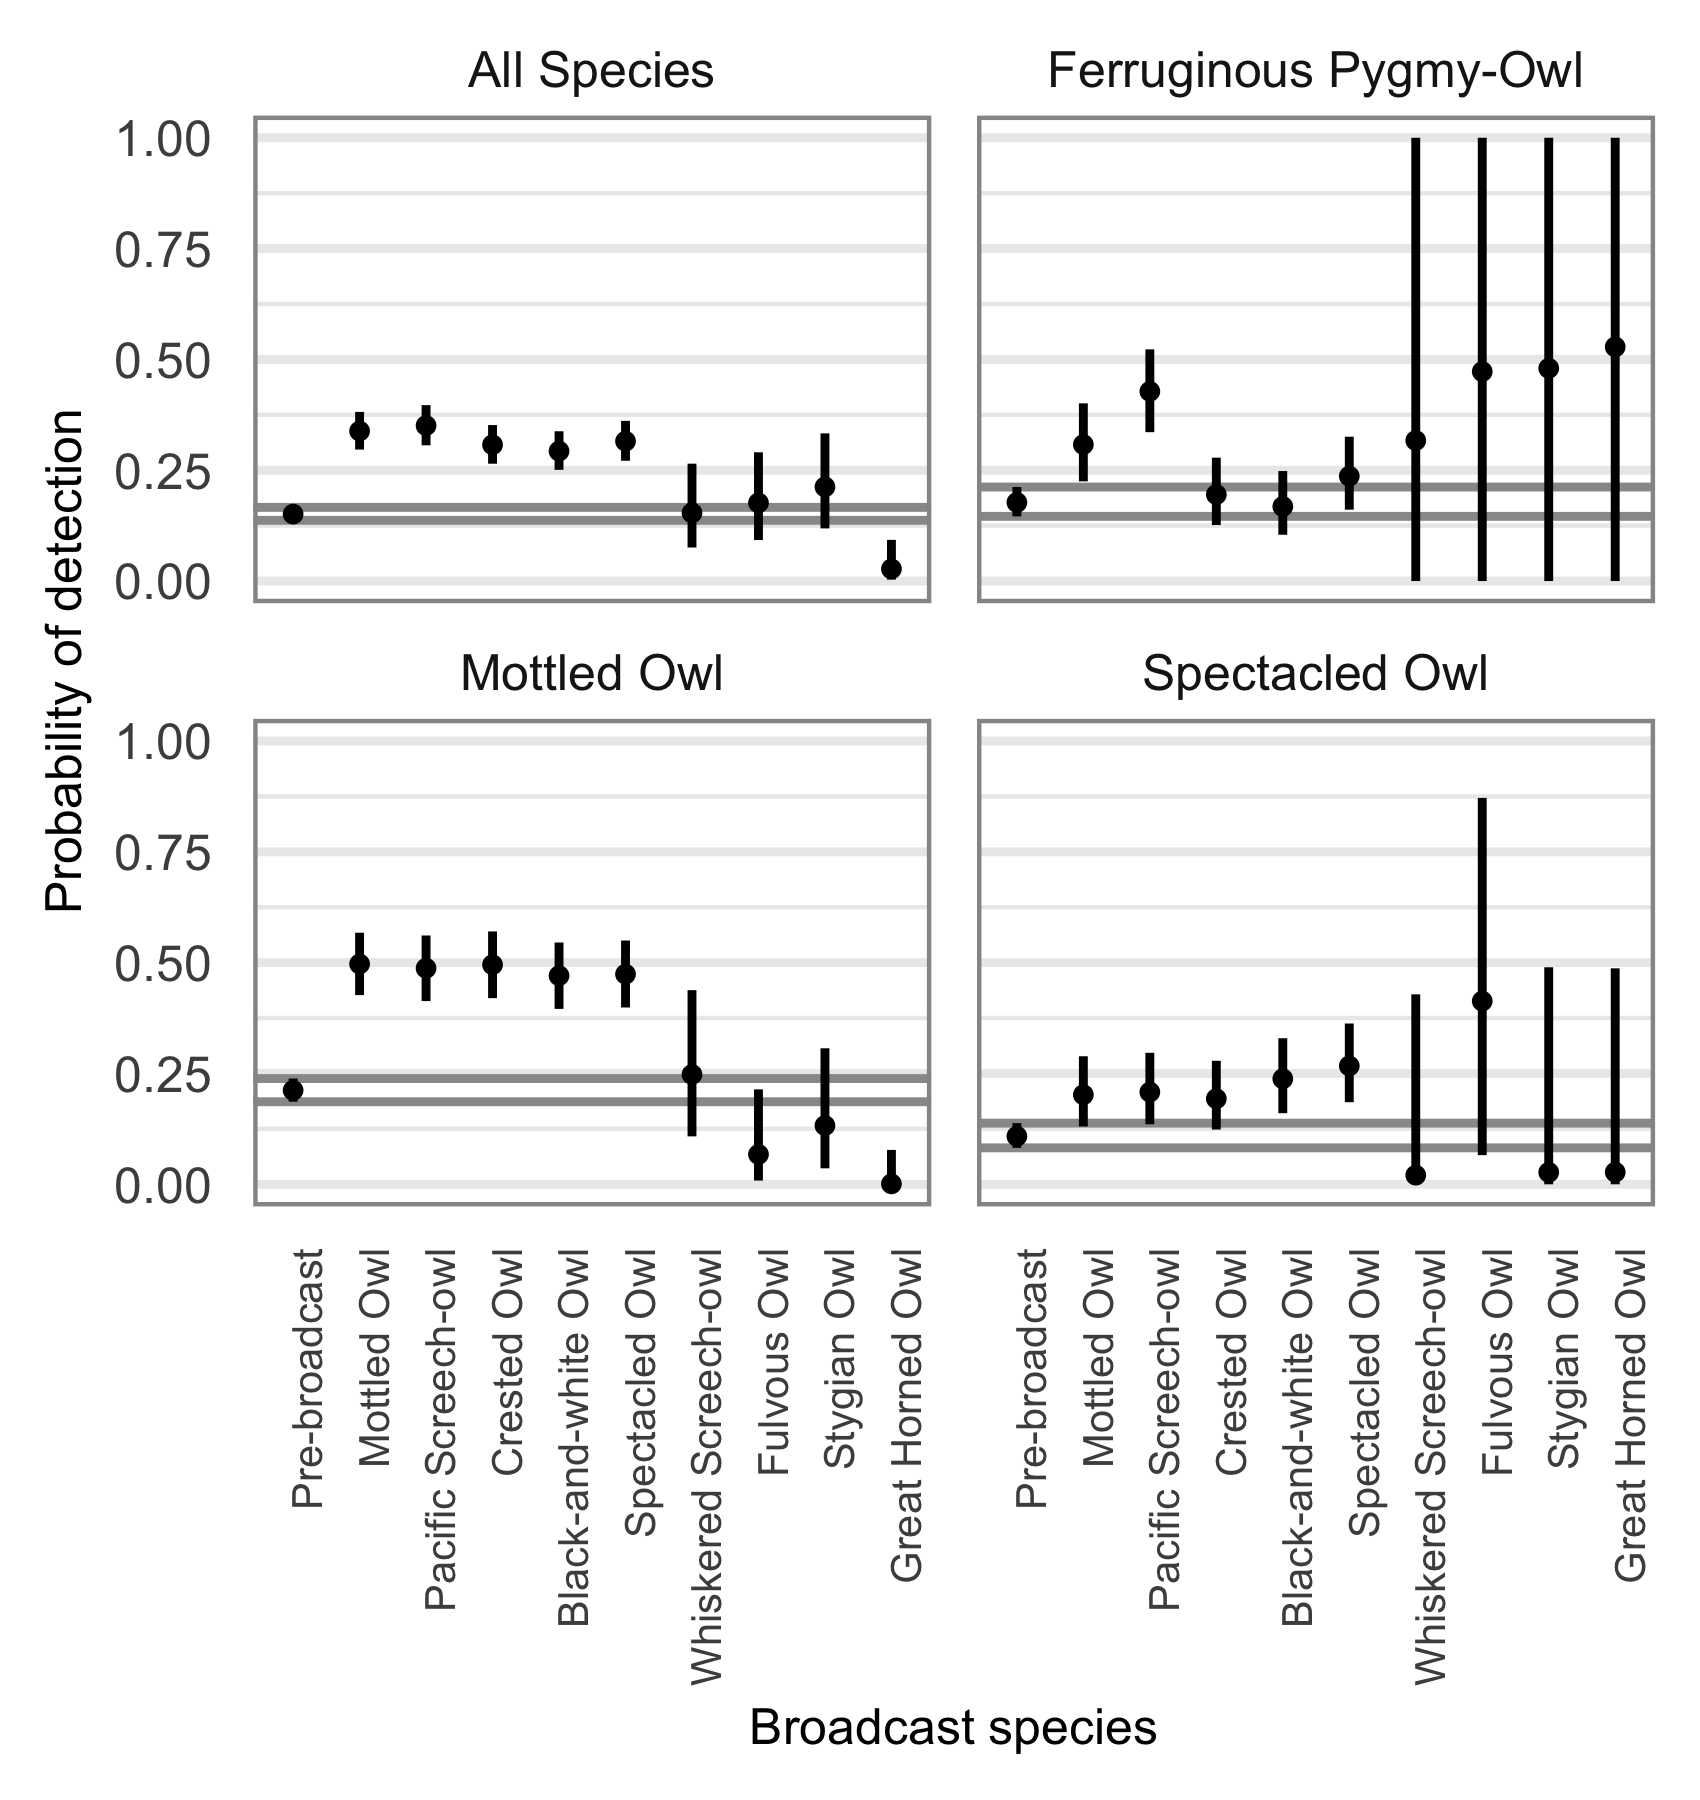 All Species
Ferruginous Pygmy-Owl
1.00
0.75
0.50
0.25
0.00
Mottled Owl
Spectacled Owl
1.00
0.75
0.50
0.25
0.00
Probability of detection
Pre-broadcast
Mottled Owl
Pacific Screech-owl
Crested Owl
Black-and-white Owl
Spectacled Owl
Whiskered Screech-owl
Fulvous Owl
Stygian Owl
Great Horned Owl
Pre-broadcast
Mottled Owl
Pacific Screech-owl
Crested Owl
Black-and-white Owl
Spectacled Owl
Whiskered Screech-owl
Fulvous Owl
Stygian Owl
Great Horned Owl
Broadcast species